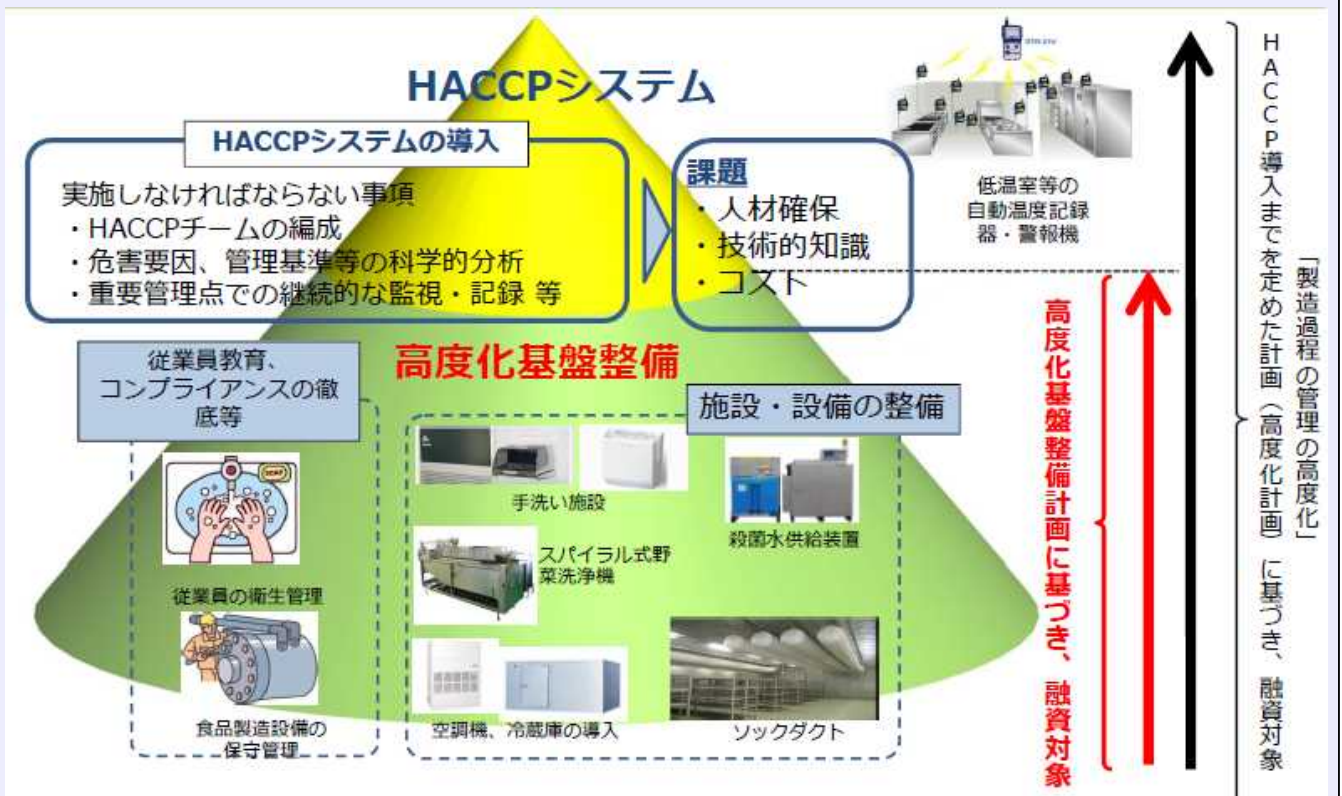 HACCPシステム
HACCPシステムの導入
実施しなければならない事項
・HACCPチームの編成
・危害要因、管理基準等の科学的分析
・重要管理点での継続的な監視・記録 等
課題
・人材確保
・技術的知識
・コスト
低温室等の
自動温度記録
器・警報機
高度化基盤整備
従業員教育、
コンプライアンスの徹
底等
従業員の衛生管理
食品製造設備の
保守管理
施設・設備の整備
手洗い施設
殺菌水供給装置
スパイラル式野
菜洗浄機
空調機、冷蔵庫の導入
ソックダクト
高度化基盤整備計画に基づき、融資対象
「製造過程の管理の高度化」
HACCP導入までを定めた計画（高度化計画）に基づき、融資対象